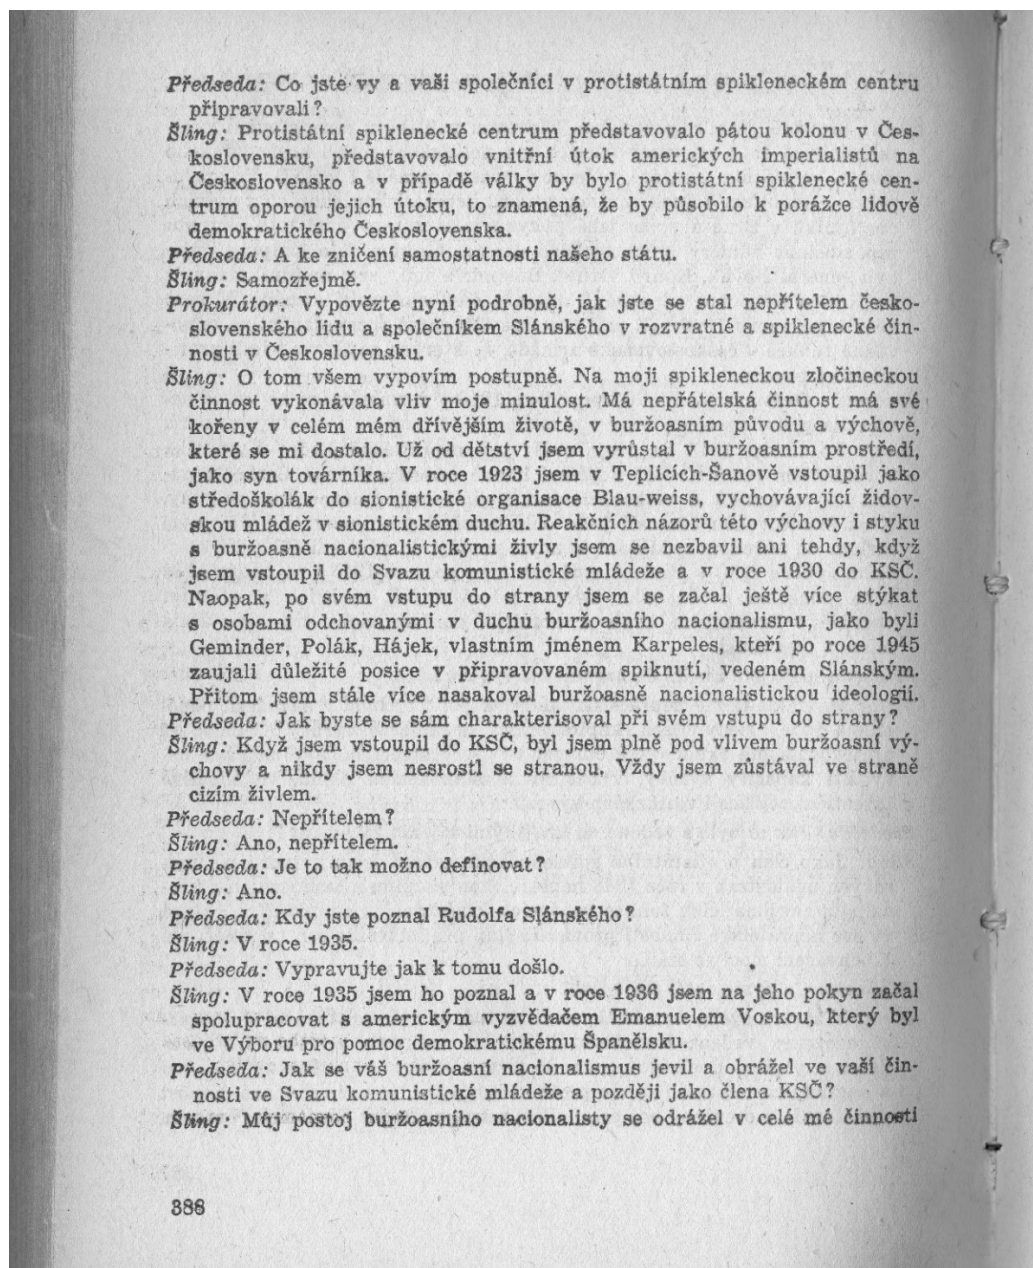 Předseda: Co jste vy a vaši společníci v protistátním spikleneckém centru
připravovali?
Šling: Protistátní spiklenecké centrum představovalo pátou kolonu v Čes-
koslovensku, představovalo vnitřní útok amerických imperialistů na
Československo a v případě války by bylo protistátní spiklenecké cen-
trum oporou jejich útoku, to znamená, že by působilo k porážce lidově
demokratického Československa.
Předseda: A ke zničení samostatnosti našeho státu.
Šling: Samozřejmě.
Prokurátor: Vypovězte nyní podrobně, jak jste se stal nepřítelem česko-
slovenského lidu a společníkem Slánského v rozvratné a spiklenecké čin-
nosti v Československu.
Šling: O tom všem vypovím postupně. Na moji spikleneckou zločineckou
činnost vykonávala vliv moje minulost. Má nepřátelská činnost má své
kořeny v celém mém dřívějším životě, v buržoasním původu a výchově,
které se mi dostalo. Už od dětství jsem vyrůstal v buržoasním prostředí,
jako syn továrníka. V roce 1923 jsem v Teplicích-Šanově vstoupil jako
středoškolák do sionistické organisace Blau-weiss, vychovávající židov-
skou mládež v sionistickém duchu. Reakčních názorů této výchovy i styku
s buržoasně nacionalistickými živly jsem se nezbavil ani tehdy, když
jsem vstoupil do Svazu komunistické mládeže a v roce 1930 do KSČ.
Naopak, po svém vstupu do strany jsem se začal ještě více stýkat
s osobami odchovanými v duchu buržoasního nacionalismu, jako byli
Geminder, Polák, Hájek, vlastním jménem Karpeles, kteří po roce 1945
zaujali důležité posice v připravovaném spiknutí, vedeném Slánským.
Přitom jsem stále více nasakoval buržoasně nacionalistickou ideologií.
Předseda: Jak byste se sám charakterisoval při svém vstupu do strany?
Šling: Když jsem vstoupil do KSČ, byl jsem plně pod vlivem buržoasní vý-
chovy a nikdy jsem nesrostl se stranou. Vždy jsem zůstával ve straně
cizím živlem.
Předseda: Nepřítelem?
Šling: Ano, nepřítelem.
Předseda: Je to tak možno definovat?
Šling: Ano.
Předseda: Kdy jste poznal Rudolfa Slánského?
Šling: V roce 1935.
Předseda: Vypravujte jak k tomu došlo.
Šling: V roce 1935 jsem ho poznal a v roce 1936 jsem na jeho pokyn začal
spolupracovat s americkým vyzvědačem Emanuelem Voskou, který byl
ve Výboru pro pomoc demokratickému Španělsku.
Předseda: Jak se váš buržoasní nacionalismus jevil a obrážel ve vaší čin-
nosti ve Svazu komunistické mládeže a později jako člena KSČ?
Šling: Můj postoj buržoasního nacionalisty se odrážel v celé mé činnosti
388